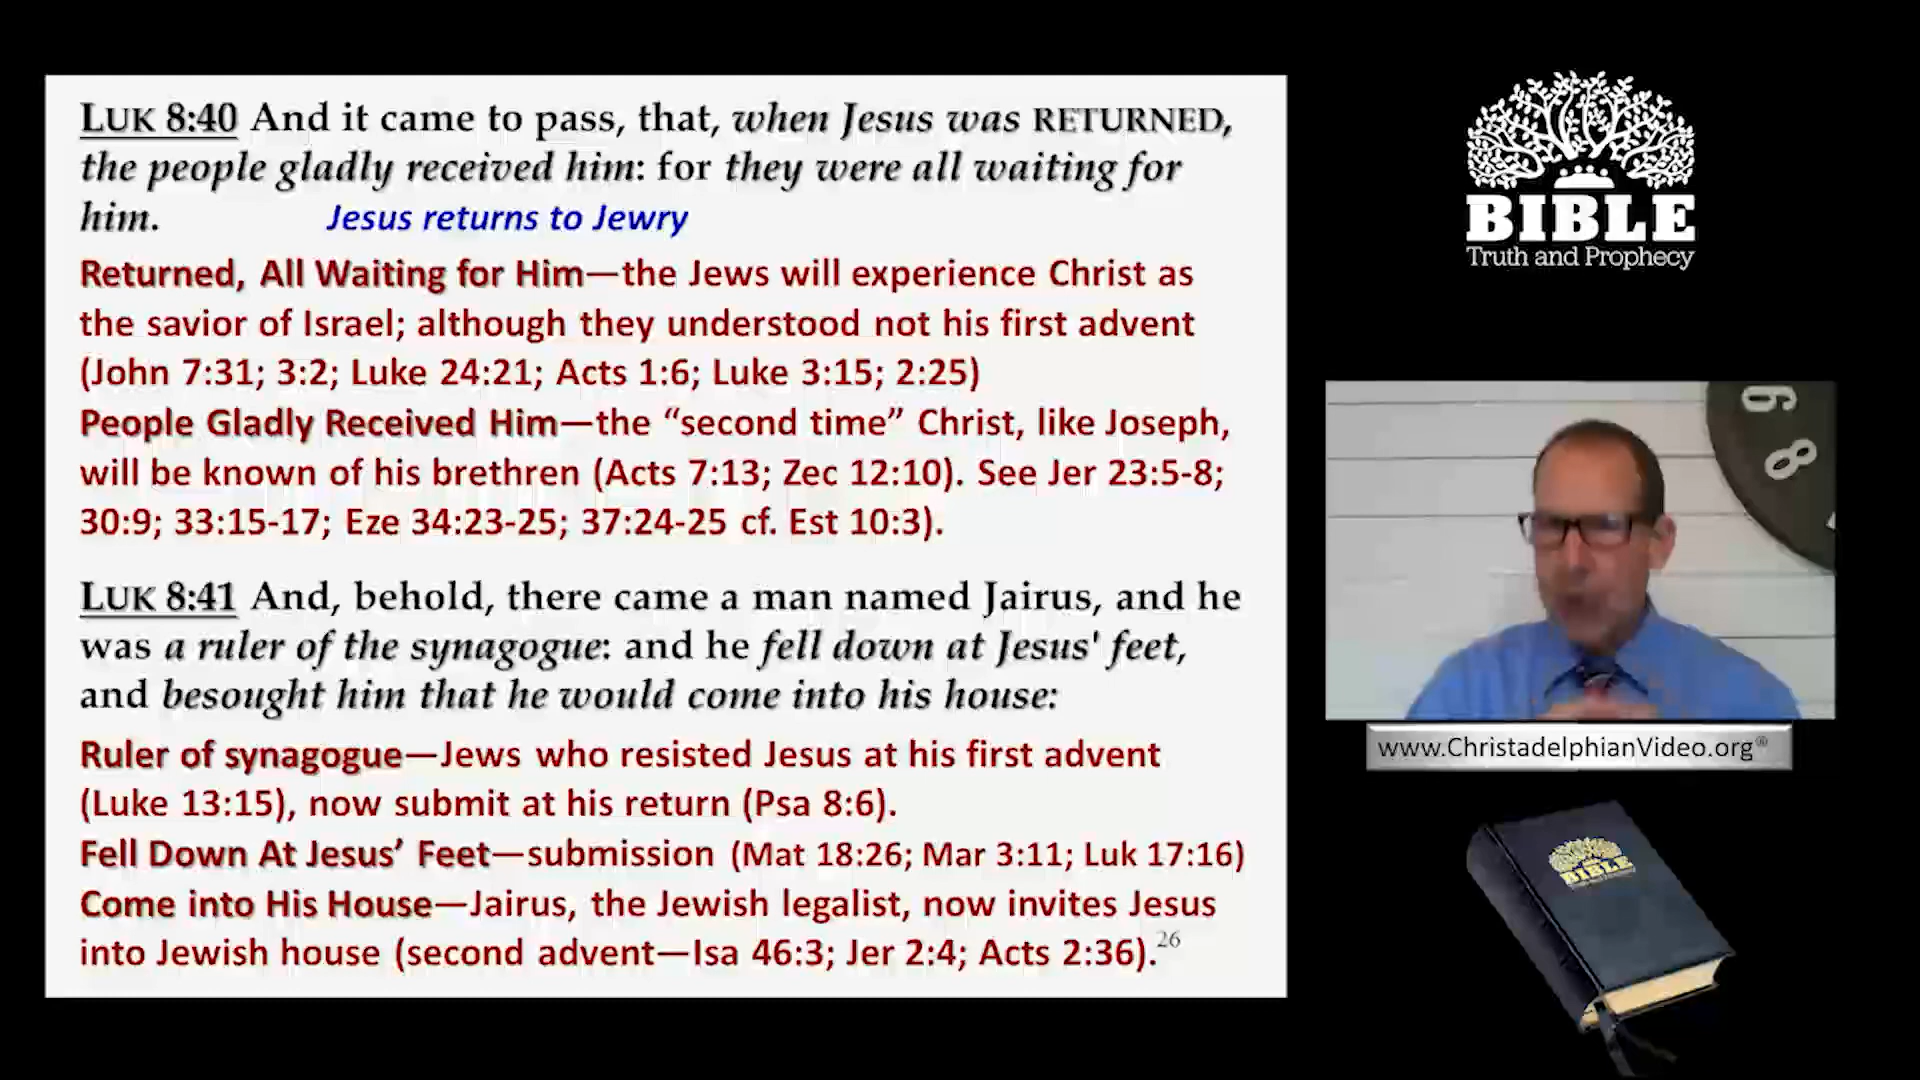 LUK 8:40 And it came to pass, that, when Jesus was RETURNED,
the people gladly received him: for they were all waiting for
him. Jesus returns to Jewry
Returned, All Waiting for Him—the Jews will experience Christ as
the savior of Israel; although they understood not his first advent
(John 7:31; 3:2; Luke 24:21; Acts 1:6; Luke 3:15; 2:25)
People Gladly Received Him—the “second time” Christ, like Joseph,
will be known of his brethren (Acts 7:13; Zec 12:10). See Jer 23:5-8;
30:9; 33:15-17; Eze 34:23-25; 37:24-25 cf. Est 10:3).
LUK 8:41 And, behold, there came a man named Jairus, and he
was a ruler of the synagogue: and he fell down at Jesus' feet,
and besought him that he would come into his house:
Ruler of synagogue—Jews who resisted Jesus at his first advent
(Luke 13:15), now submit at his return (Psa 8:6).
Fell Down At Jesus’ Feet—submission (Mat 18:26; Mar 3:11; Luk 17:16)
Come into His House—Jairus, the Jewish legalist, now invites Jesus
into Jewish house (second advent—Isa 46:3; Jer 2:4; Acts 2:36). 26
BIBLE
Truth and Prophecy
6
8
www.ChristadelphianVideo.org®
BIBLE